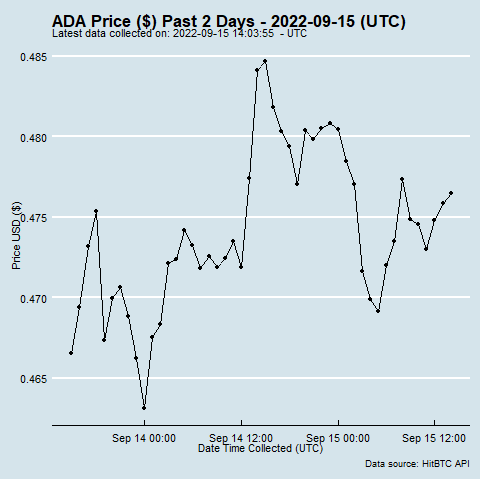 ADA Price ($) Past 2 Days - 2022-09-15 (UTC)
Latest data collected on: 2022-09-15 14:03:55 - UTC
0.485
0.480
0.475
0.470
0.465
Price USD ($)
Sep 14 00:00 Sep 14 12:00 Sep 15 00:00 Sep 15 12:00
Date Time Collected (UTC)
Data source: HitBTC API